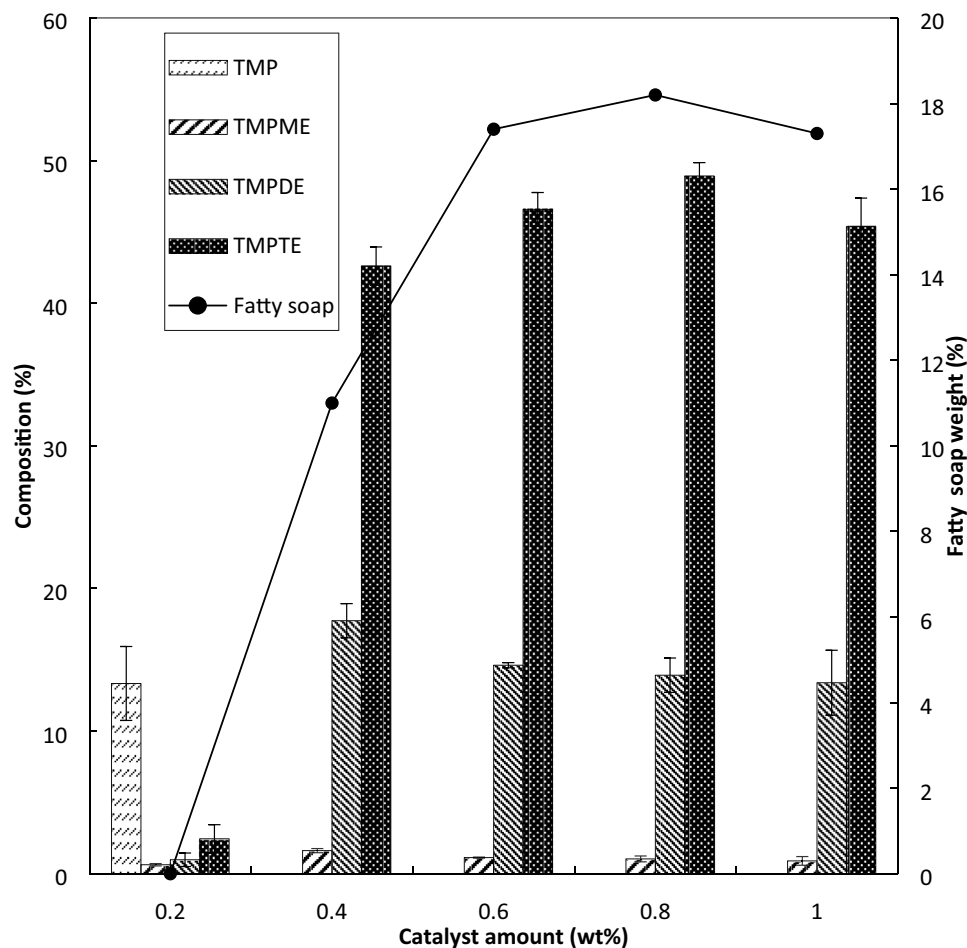 60
50
40
30
20
10
0
Composition (%)
TMP
TMPME
TMPDE
TMPTE
Fatty soap
20
18
16
14
12
10
8
6
4
2
0
Fatty soap weight (%)
0.2 0.4 0.6 0.8 1
Catalyst amount (wt%)